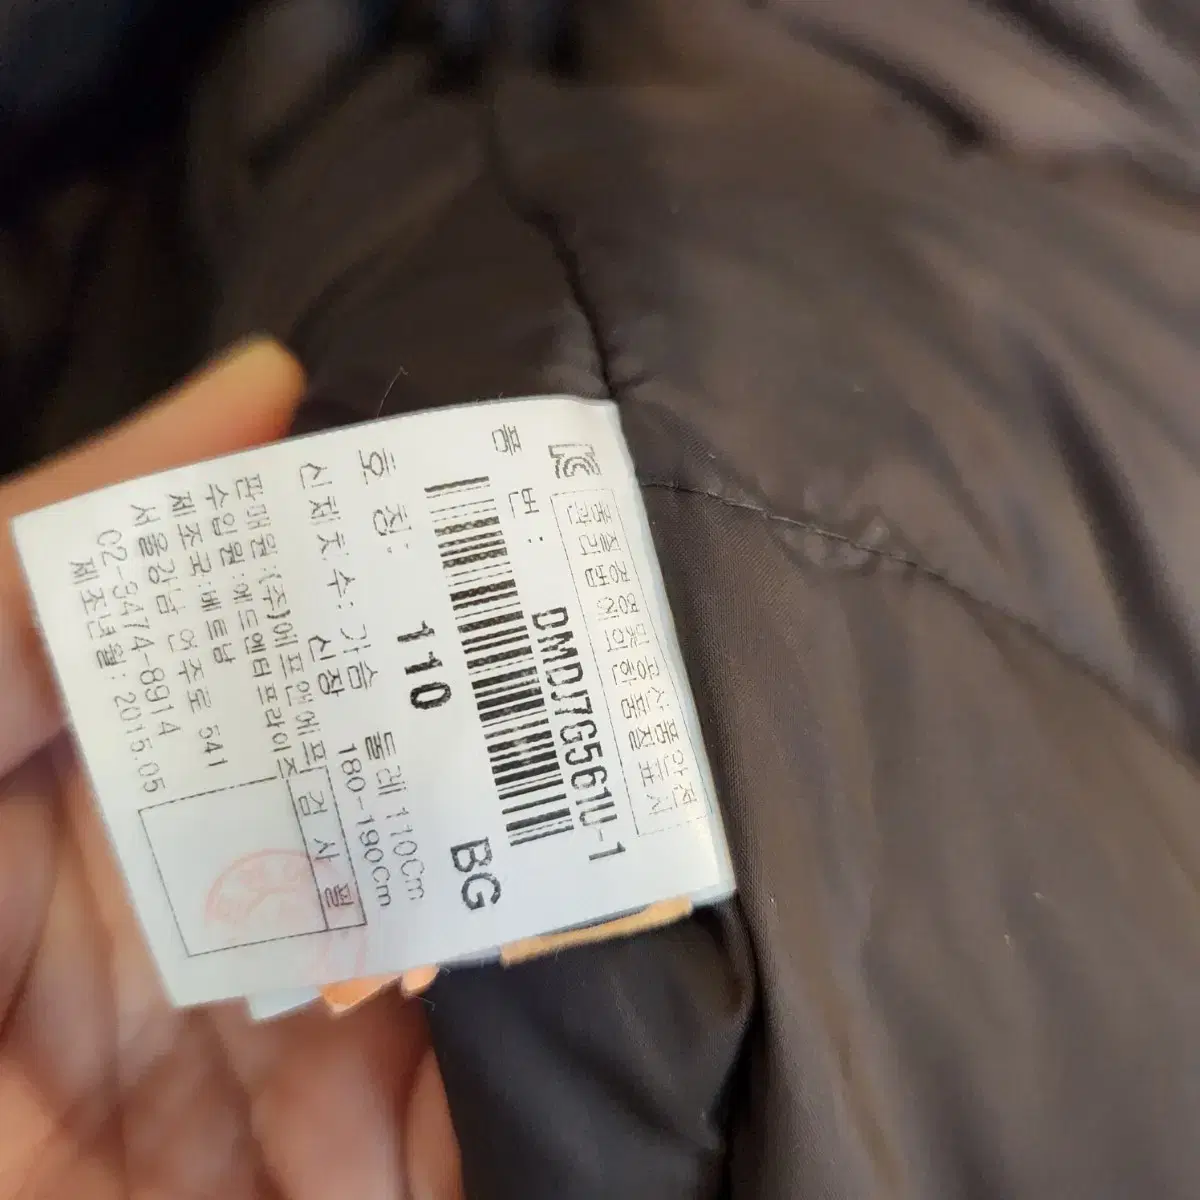 KC
품질경영 및 공산품안전
관리법에 의한 품질표시
품 번: DMDJ7G561U-1
호 칭: 110 BG
신체치수: 가슴 둘레 110Cm
신장 180-190Cm
판매원:(주)에프앤에프
수입원:에드엔터프라이즈
제조국:베트남
서울강남 언주로 541
02-3474-8914
제조년월: 2015.05
검 사 필